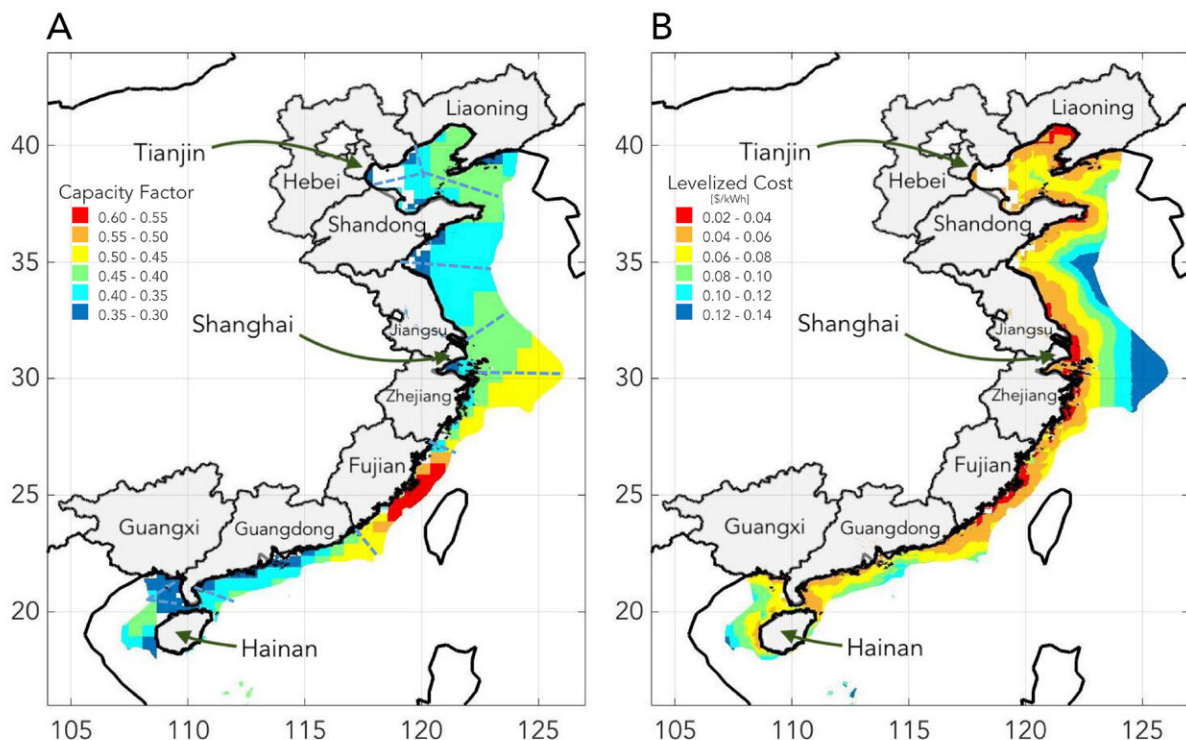 A
B
Liaoning
Tianjin
Hebei
Capacity Factor
0.60 - 0.55
0.55 - 0.50
0.50 - 0.45
0.45 - 0.40
0.40 - 0.35
0.35 - 0.30
Shandong
Shanghai
Jiangsu
Zhejiang
Fujian
Guangxi
Guangdong
Hainan
40
35
30
25
20
105
110
115
120
125
Liaoning
Tianjin
Hebei
Levelized Cost
[$/kWh]
0.02 - 0.04
0.04 - 0.06
0.06 - 0.08
0.08 - 0.10
0.10 - 0.12
0.12 - 0.14
Shandong
Shanghai
Jiangsu
Zhejiang
Fujian
Guangxi
Guangdong
Hainan
40
35
30
25
20
105
110
115
120
125